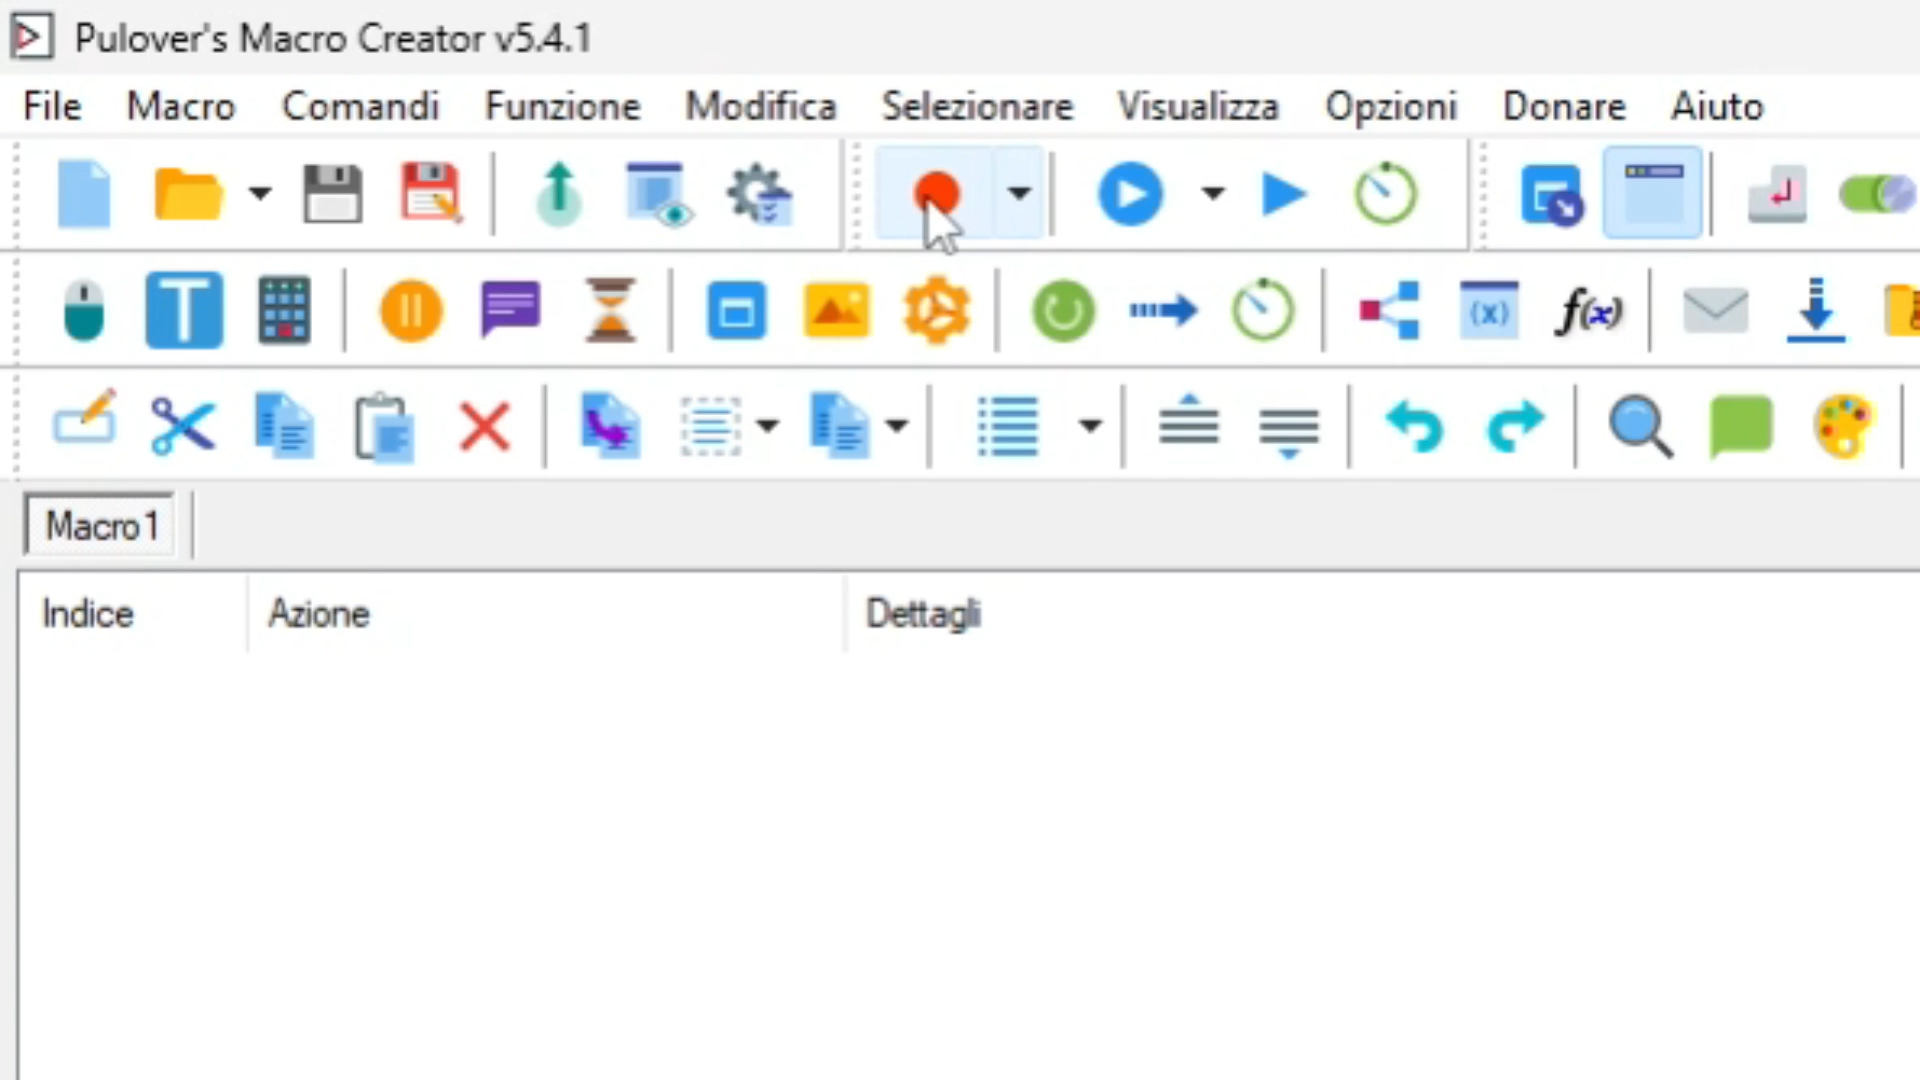 Pulover's Macro Creator v5.4.1
File Macro Comandi Funzione Modifica Selezionare Visualizza Opzioni Donare Aiuto
T
(x)
f(x)
Macro1
Indice Azione Dettagli